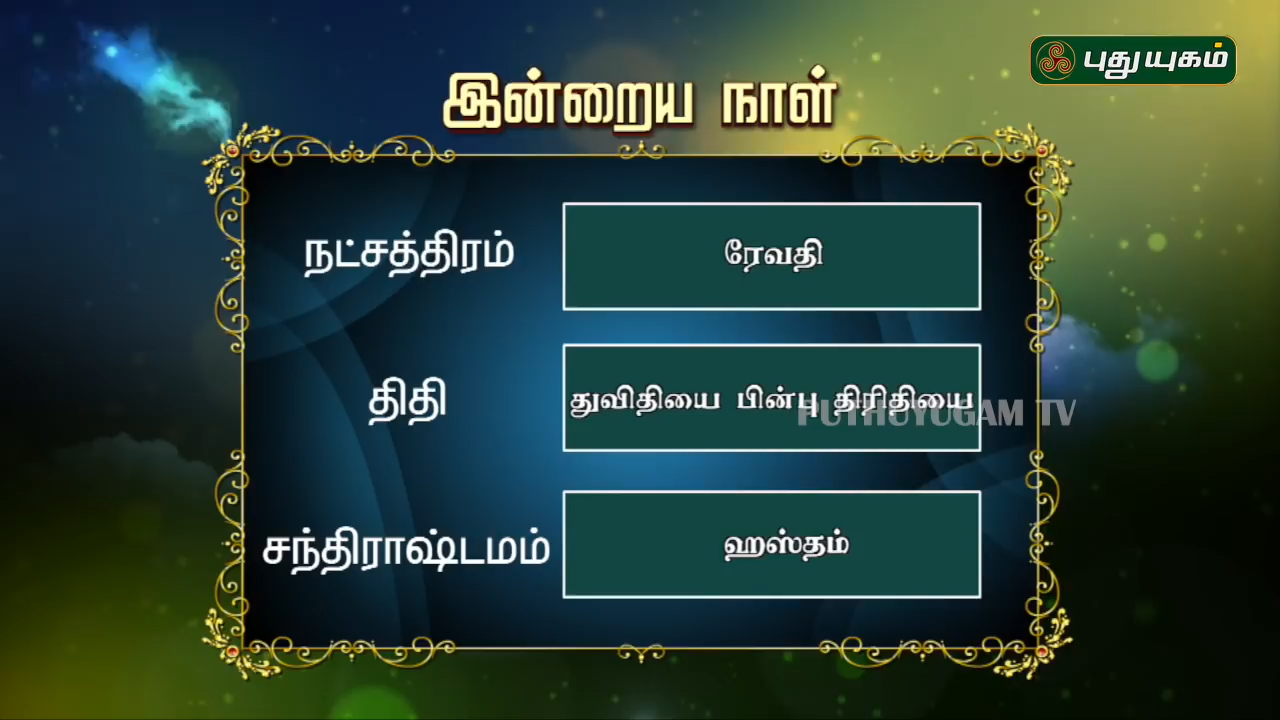 புதுயுகம்
இன்றைய நாள்
நட்சத்திரம்
ரேவதி
திதி
துவிதியை பின்பு திரிதியை
PUTHUYUGAM TV
சந்திராஷ்டமம்
ஹஸ்தம்